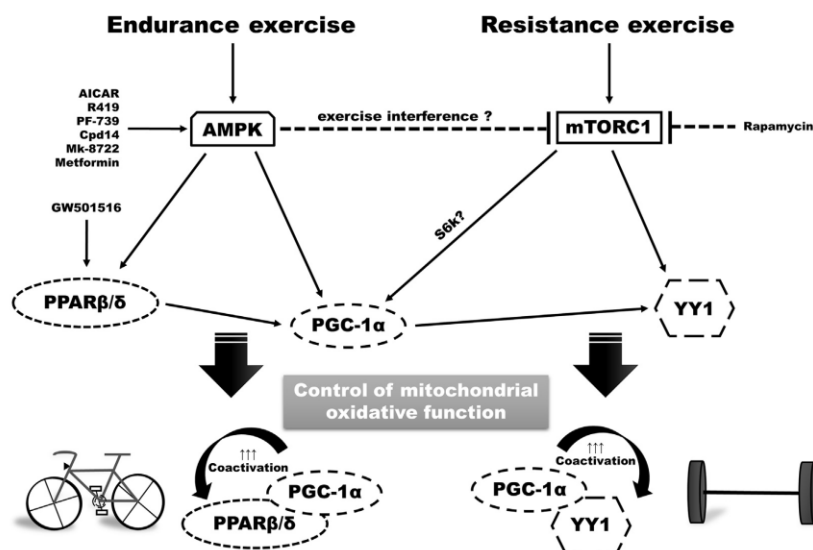 Endurance exercise
Resistance exercise
AICAR
R419
PF-739
Cpd14
Mk-8722
Metformin
AMPK
exercise interference ?
mTORC1
Rapamycin
GW501516
S6k?
PPARβ/δ
PGC-1α
YY1
Control of mitochondrial
oxidative function
↑↑↑
Coactivation
PGC-1α
PPARβ/δ
↑↑↑
Coactivation
PGC-1α
YY1